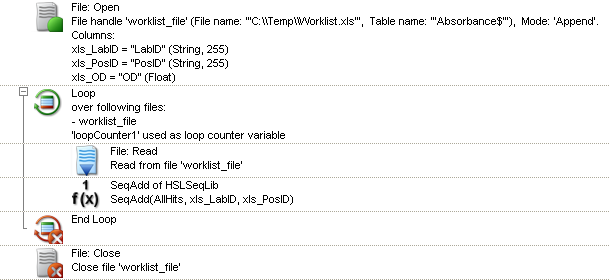 File: Open
File handle 'worklist_file' (File name: "'C:\\Temp\\Worklist.xls'", Table name: "'Absorbance$'"), Mode: 'Append'.
Columns:
xls_LabID = "LabID" (String, 255)
xls_PosID = "PosID" (String, 255)
xls_OD = "OD" (Float)
Loop
over following files:
- worklist_file
'loopCounter1' used as loop counter variable
File: Read
Read from file 'worklist_file'
1
f(x)
SeqAdd of HSLSeqLib
SeqAdd(AllHits, xls_LabID, xls_PosID)
End Loop
File: Close
Close file 'worklist_file'